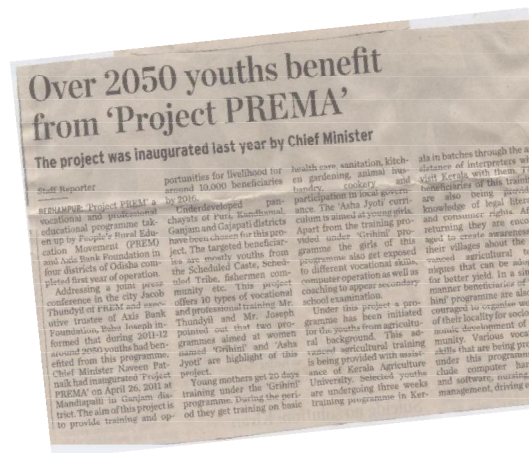 Over 2050 youths benefit
from 'Project PREMA'
The project was inaugurated last year by Chief Minister
Staff Reporter
BERHAMPUR: 'Project PREMA' a
vocational and professional
educational programme tak-
en up by People's Rural Edu-
cation Movement (PREM)
and Axis Bank Foundation in
four districts of Odisha com-
pleted first year of operation.
Addressing a joint press
conference in the city Jacob
Thundyil of PREM and exec-
utive trustee of Axis Bank
Foundation, Babu Joseph in-
formed that during 2011-12
around 2050 youths had ben-
efited from this programme.
Chief Minister Naveen Pat-
naik had inaugurated 'Project
PREMA' on April 26, 2011 at
Mandiapalli in Ganjam dis-
trict. The aim of this project is
to provide training and op-
portunities for livelihood for
around 10,000 beneficiaries
by 2016.
Underdeveloped pan-
chayats of Puri, Kandhamal,
Ganjam and Gajapati districts
have been chosen for this pro-
ject. The targeted beneficiar-
ies are mostly youths from
the Scheduled Caste, Sched-
uled Tribe, fishermen com-
munities etc. This project
offers 10 types of vocational
and professional training. Mr.
Thundyil and Mr. Joseph
pointed out that two pro-
grammes aimed at women
named 'Grihini' and 'Asha
Jyoti' are highlight of this
project.
Young mothers get 20 days
training under the 'Grihini'
programme. During the peri-
od they get training on basic
health care, sanitation, kitch-
en gardening, animal hus-
bandry, cookery and
participation in local govern-
ment. The 'Asha Jyoti' curri-
culum is aimed at young girls.
Apart from the training pro-
vided under 'Grihini' pro-
gramme the girls of this
programme also get exposed
to different vocational skills,
computer operation as well as
coaching to appear secondary
school examination.
Under this project a pro-
gramme has been initiated
for the youths from agricultu-
ral background. This ad-
vanced agricultural training
is being provided with assist-
ance of Kerala Agriculture
University. Selected youths
are undergoing three weeks
training programme in Ker-
ala in batches through the a
sistance of interpreters w
visit Kerala with them. T
beneficiaries of this traini
are also being
knowledge of legal liter
and consumer rights.
returning they are enco
aged to create awarenes
their villages about the
vanced agricultural
niques that can be ado
for better yield. In a si
manner beneficiaries of
hini' programme are
couraged to organise
of their locality for socio
nomic development
munity. Various voca
skills that are being pr
under this programm
clude computer har
and software, nursing,
management, driving